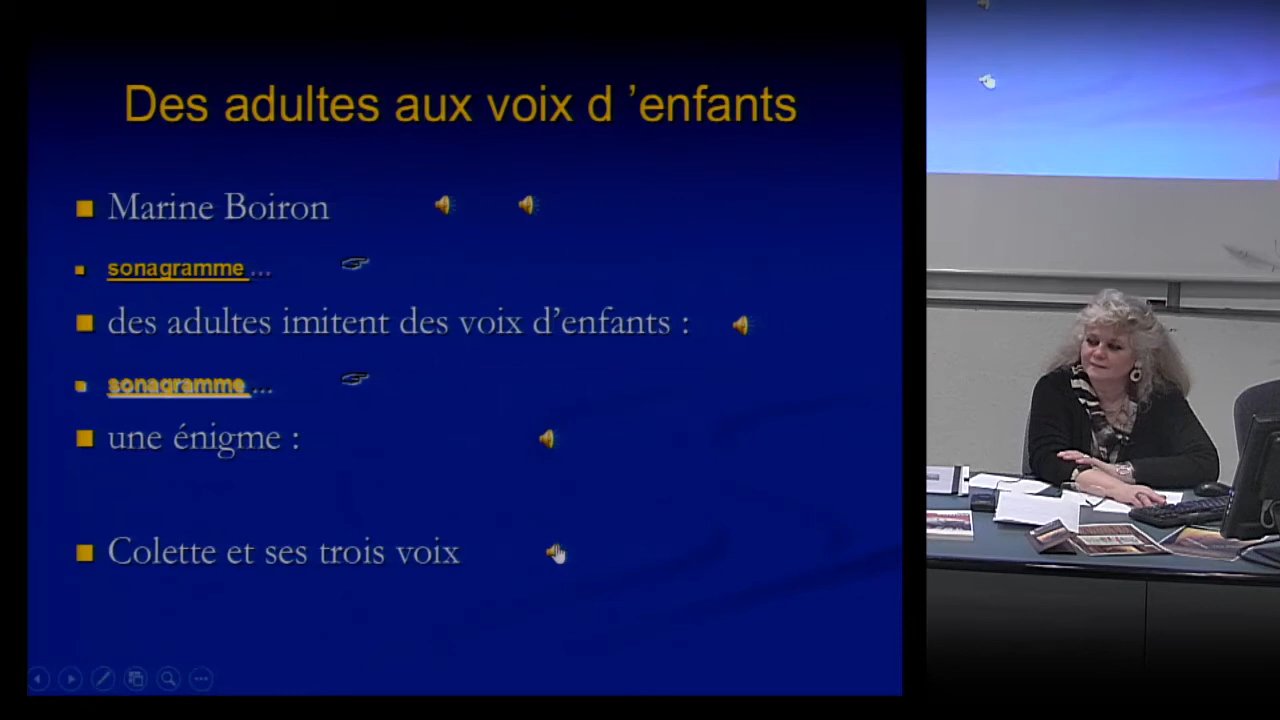 Des adultes aux voix d ’enfants
Marine Boiron
sonagramme ...
des adultes imitent des voix d’enfants :
sonagramme ...
une énigme :
Colette et ses trois voix